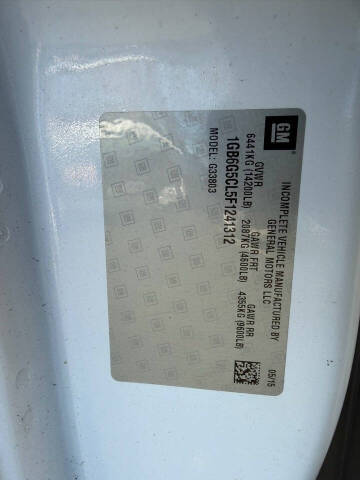 GM
INCOMPLETE VEHICLE MANUFACTURED BY
GENERAL MOTORS LLC
05/15
GVWR GAWR FRT GAWR RR
6441KG (14200LB) 2087KG (4600LB) 4355KG (9600LB)
1GB6G5CL5F1241312
MODEL: G33803